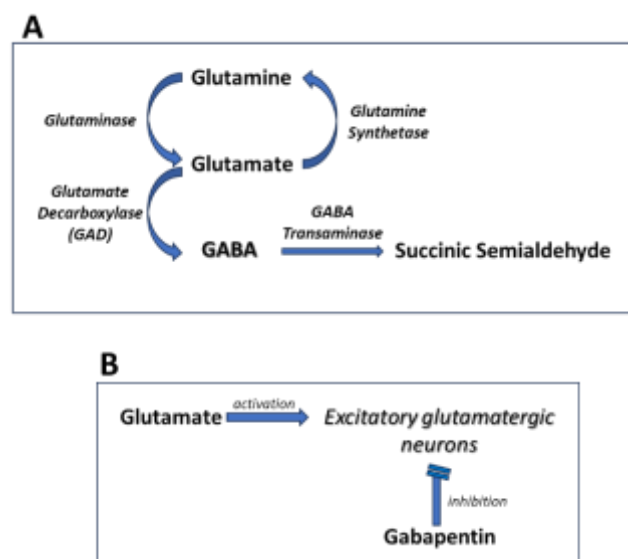 A
Glutamine
Glutaminase
Glutamine
Synthetase
Glutamate
Glutamate
Decarboxylase
(GAD)
GABA
Transaminase
GABA
Succinic Semialdehyde
B
Glutamate
activation
Excitatory glutamatergic
neurons
inhibition
Gabapentin